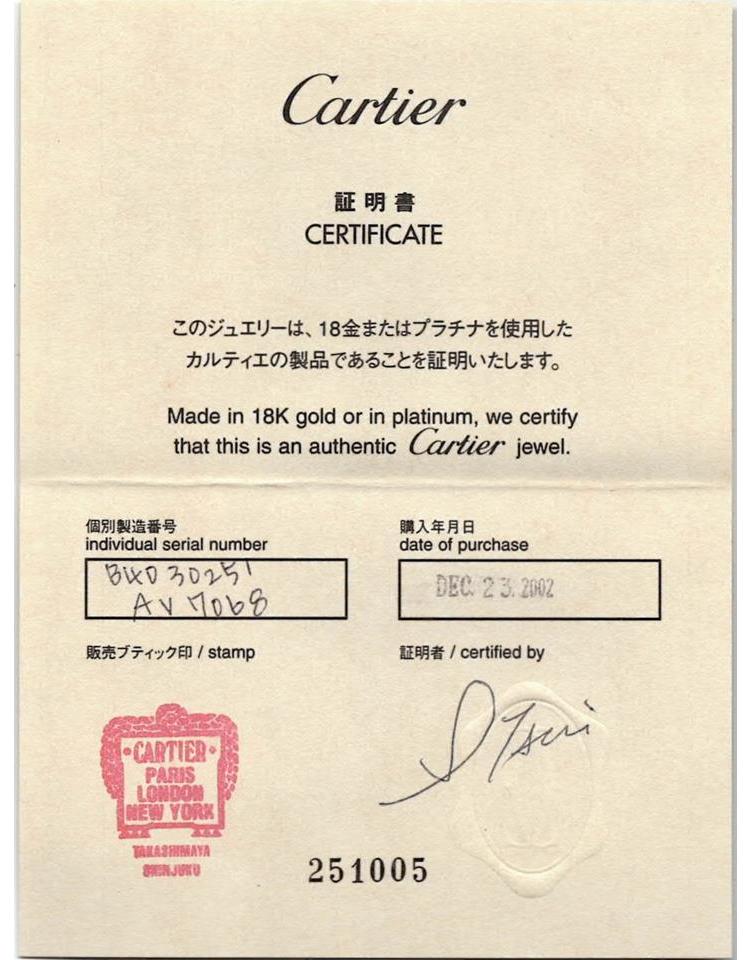 Cartier
証明書
CERTIFICATE
このジュエリーは、18金またはプラチナを使用した
カルティエの製品であることを証明いたします。
Made in 18K gold or in platinum, we certify
that this is an authentic Cartier jewel.
個別製造番号
individual serial number
購入年月日
date of purchase
AV 7068
DEC. 23. 2002
販売ブティック印 / stamp
証明者 / certified by
CARTIER
PARIS
LONDON
NEW YORK
TAKASHIMAYA
SHINJUKU
251005